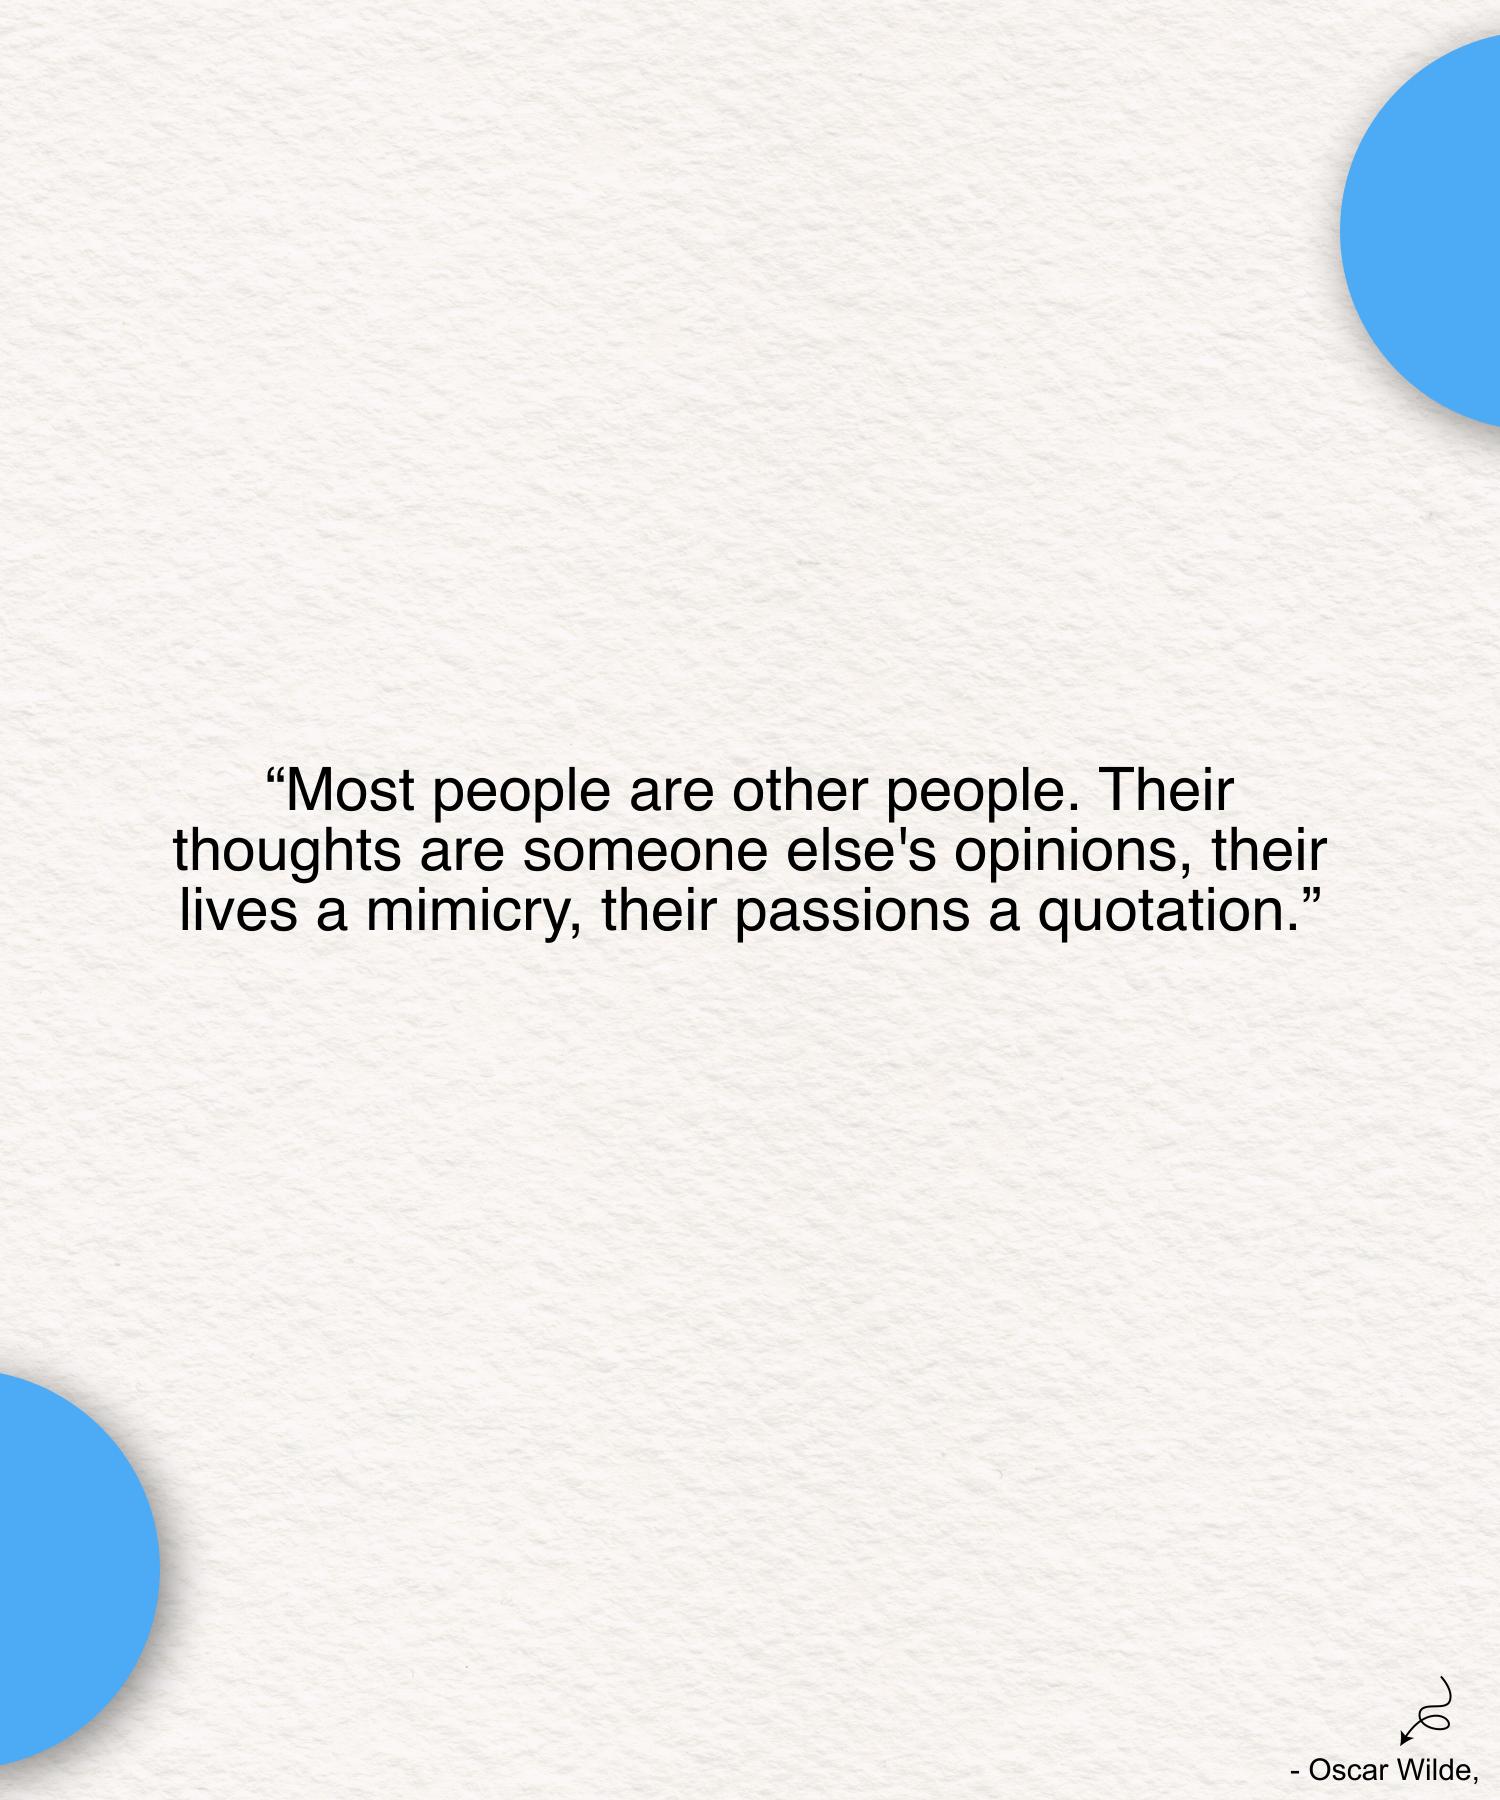 “Most people are other people. Their
thoughts are someone else's opinions, their
lives a mimicry, their passions a quotation.”
- Oscar Wilde,